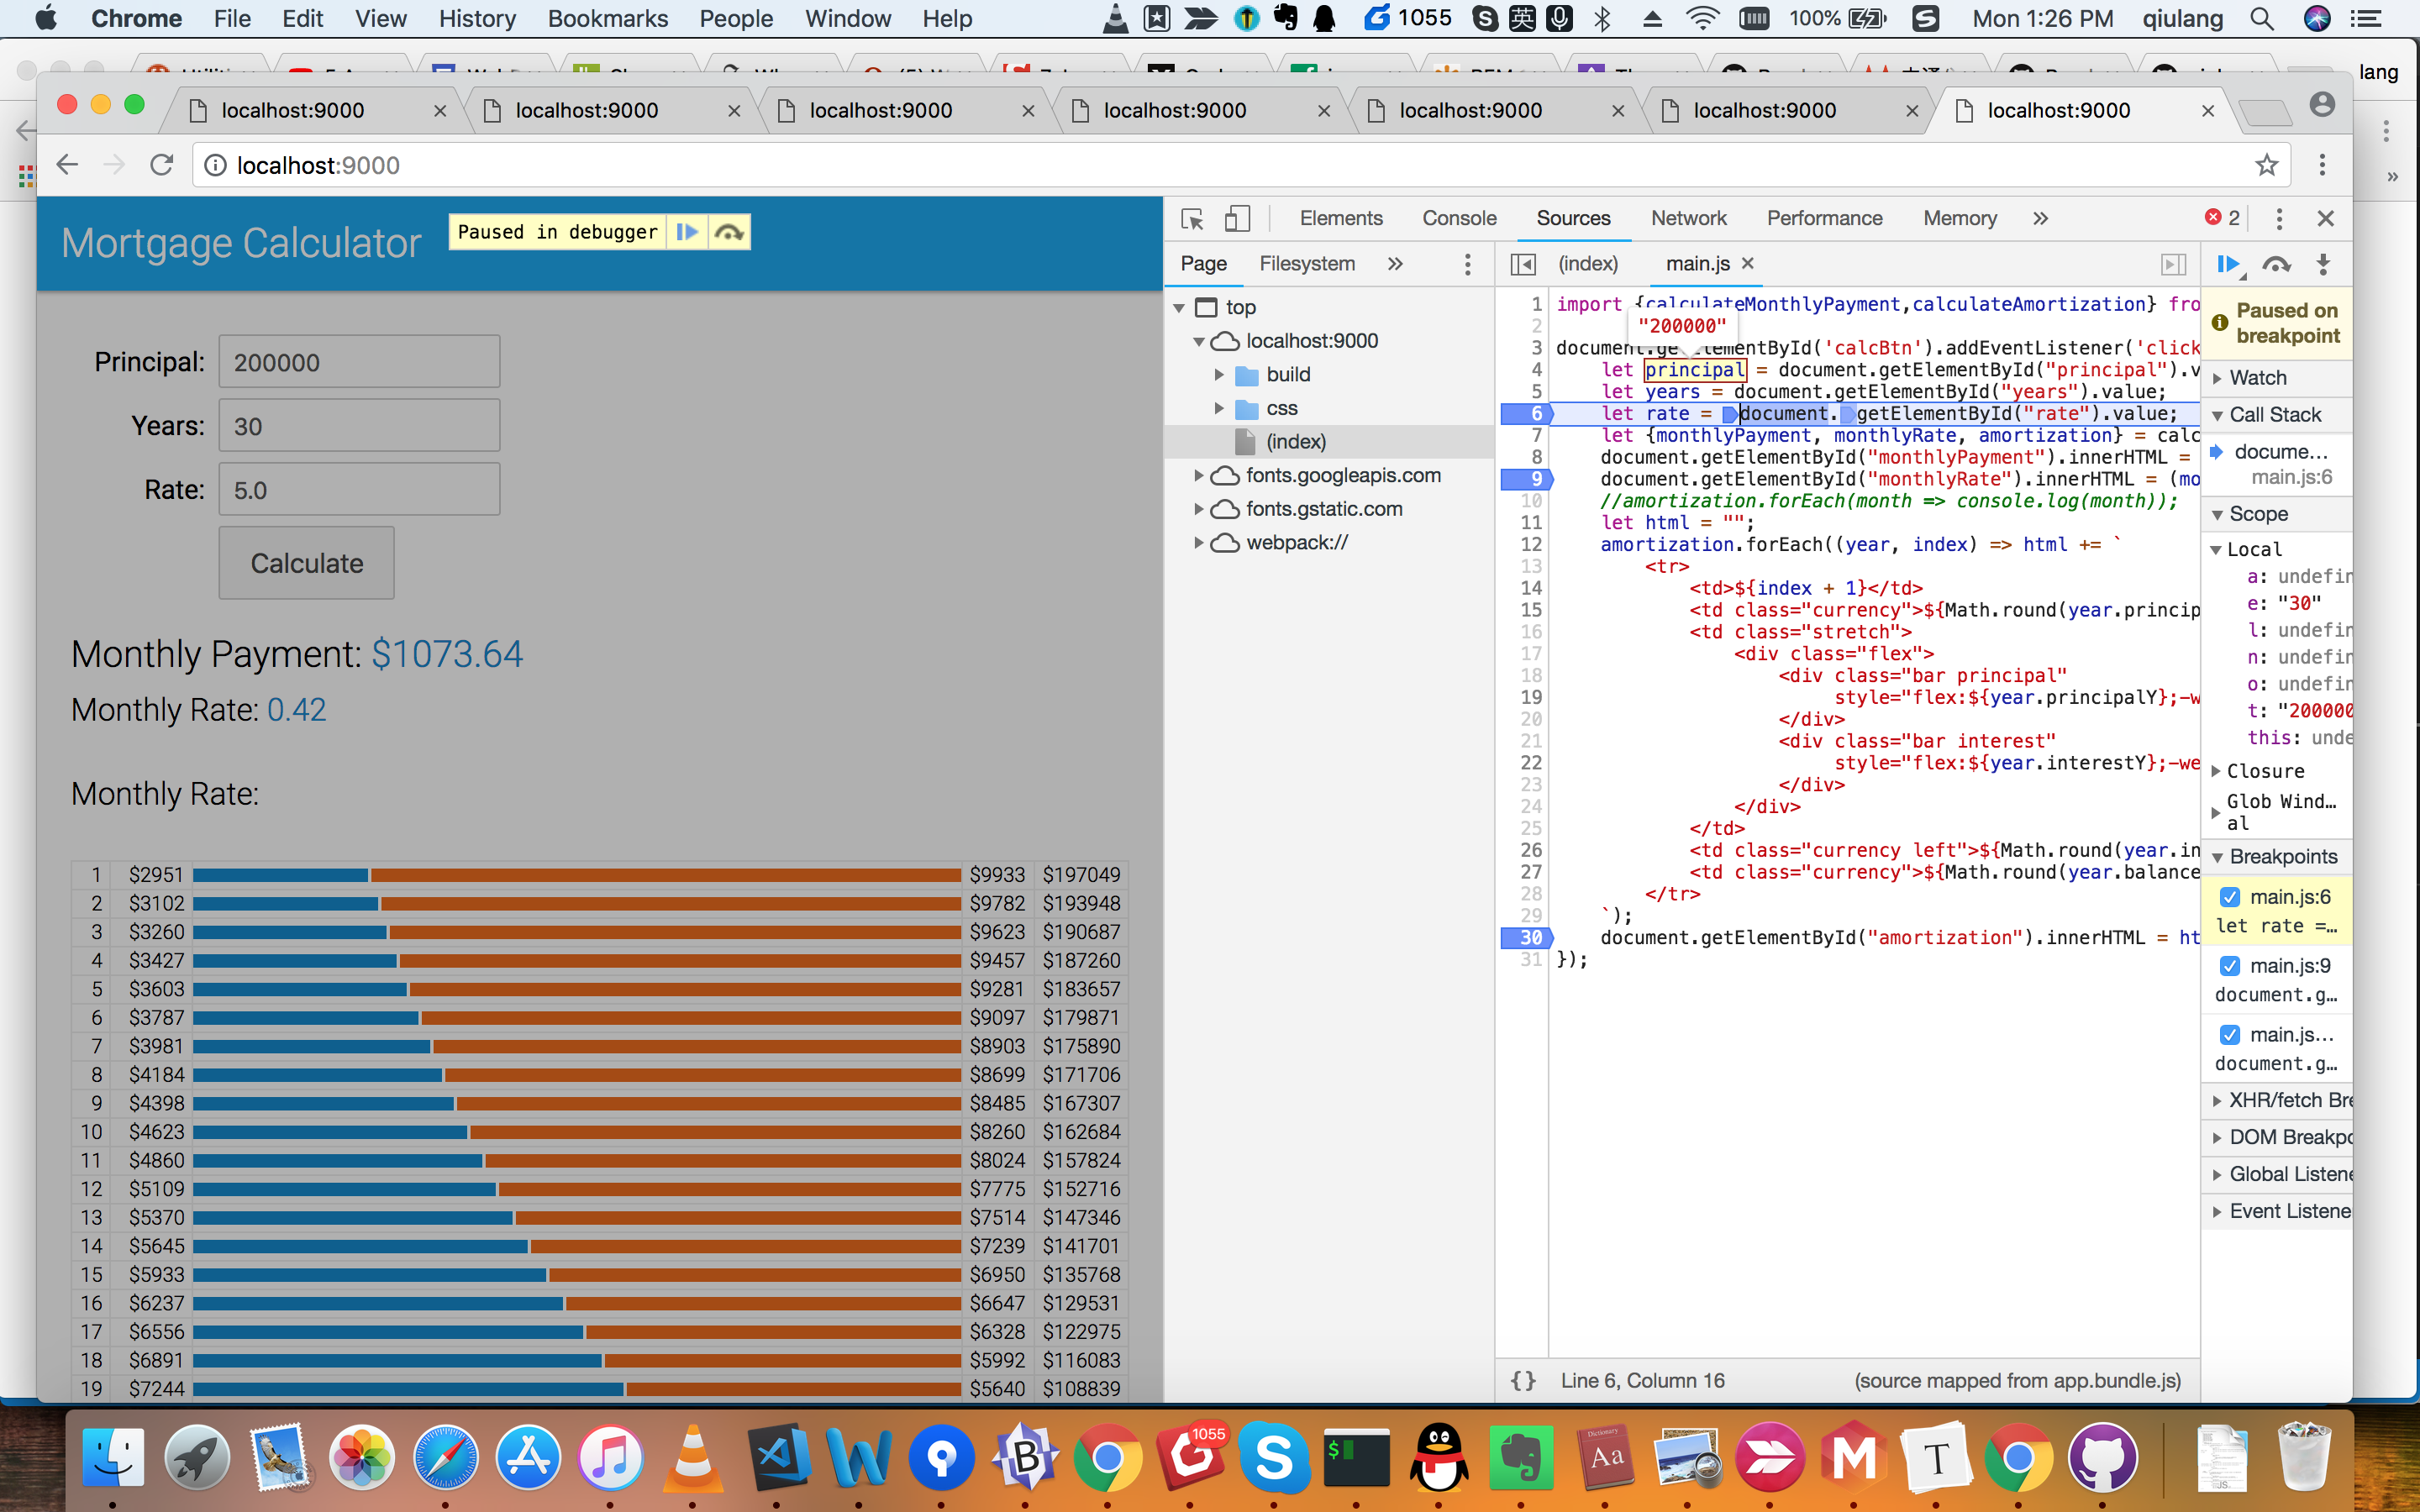 Chrome File Edit View History Bookmarks People Window Help 1055 英 100% Mon 1:26 PM qiulang
lang
localhost:9000 localhost:9000 localhost:9000 localhost:9000 localhost:9000 localhost:9000 localhost:9000
localhost:9000
Mortgage Calculator
Paused in debugger
Principal: 200000
Years: 30
Rate: 5.0
Calculate
Monthly Payment: $1073.64
Monthly Rate: 0.42
Monthly Rate:
1 $2951 $9933 $197049
2 $3102 $9782 $193948
3 $3260 $9623 $190687
4 $3427 $9457 $187260
5 $3603 $9281 $183657
6 $3787 $9097 $179871
7 $3981 $8903 $175890
8 $4184 $8699 $171706
9 $4398 $8485 $167307
10 $4623 $8260 $162684
11 $4860 $8024 $157824
12 $5109 $7775 $152716
13 $5370 $7514 $147346
14 $5645 $7239 $141701
15 $5933 $6950 $135768
16 $6237 $6647 $129531
17 $6556 $6328 $122975
18 $6891 $5992 $116083
19 $7244 $5640 $108839
Elements Console Sources Network Performance Memory » 2
Page Filesystem »
top
localhost:9000
build
css
(index)
fonts.googleapis.com
fonts.gstatic.com
webpack://
(index) main.js
"200000"
1 import {calculateMonthlyPayment,calculateAmortization} fro
2
3 document.getElementById('calcBtn').addEventListener('click
4 let principal = document.getElementById("principal").v
5 let years = document.getElementById("years").value;
6 let rate = document.getElementById("rate").value;
7 let {monthlyPayment, monthlyRate, amortization} = calc
8 document.getElementById("monthlyPayment").innerHTML =
9 document.getElementById("monthlyRate").innerHTML = (mo
10 //amortization.forEach(month => console.log(month));
11 let html = "";
12 amortization.forEach((year, index) => html += `
13 <tr>
14 <td>${index + 1}</td>
15 <td class="currency">${Math.round(year.princip
16 <td class="stretch">
17 <div class="flex">
18 <div class="bar principal"
19 style="flex:${year.principalY};-w
20 </div>
21 <div class="bar interest"
22 style="flex:${year.interestY};-we
23 </div>
24 </div>
25 </td>
26 <td class="currency left">${Math.round(year.in
27 <td class="currency">${Math.round(year.balance
28 </tr>
29 `);
30 document.getElementById("amortization").innerHTML = ht
31 });
{} Line 6, Column 16 (source mapped from app.bundle.js)
Paused on
breakpoint
Watch
Call Stack
docume...
main.js:6
Scope
Local
a: undefin
e: "30"
l: undefin
n: undefin
o: undefin
t: "200000
this: unde
Closure
Glob Wind...
al
Breakpoints
main.js:6
let rate =...
main.js:9
document.g...
main.js...
document.g...
XHR/fetch Bre
DOM Breakpo
Global Listene
Event Listene
1055
Dictionary
Aa
T
JS